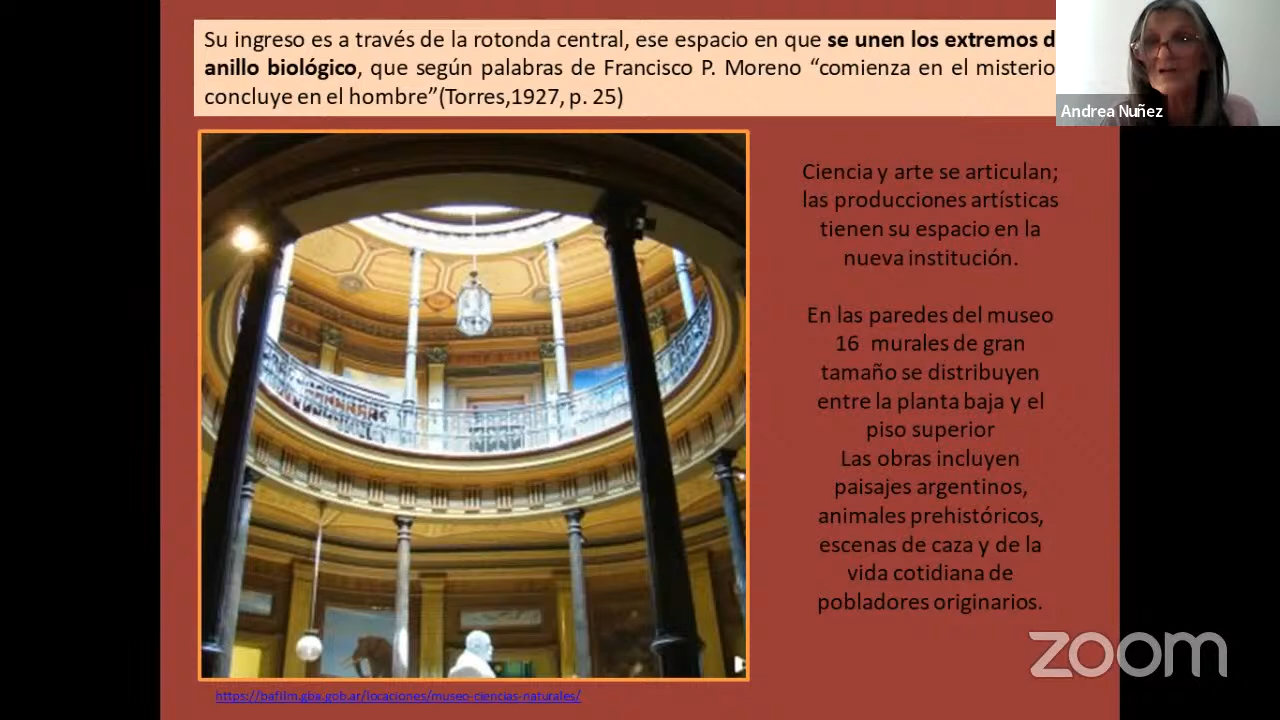 Su ingreso es a través de la rotonda central, ese espacio en que se unen los extremos d
anillo biológico, que según palabras de Francisco P. Moreno “comienza en el misterio
concluye en el hombre”(Torres,1927, p. 25)
Andrea Nuñez
Ciencia y arte se articulan;
las producciones artísticas
tienen su espacio en la
nueva institución.
En las paredes del museo
16 murales de gran
tamaño se distribuyen
entre la planta baja y el
piso superior
Las obras incluyen
paisajes argentinos,
animales prehistóricos,
escenas de caza y de la
vida cotidiana de
pobladores originarios.
zoom
https://bafilm.gba.gob.ar/locaciones/museo-ciencias-naturales/